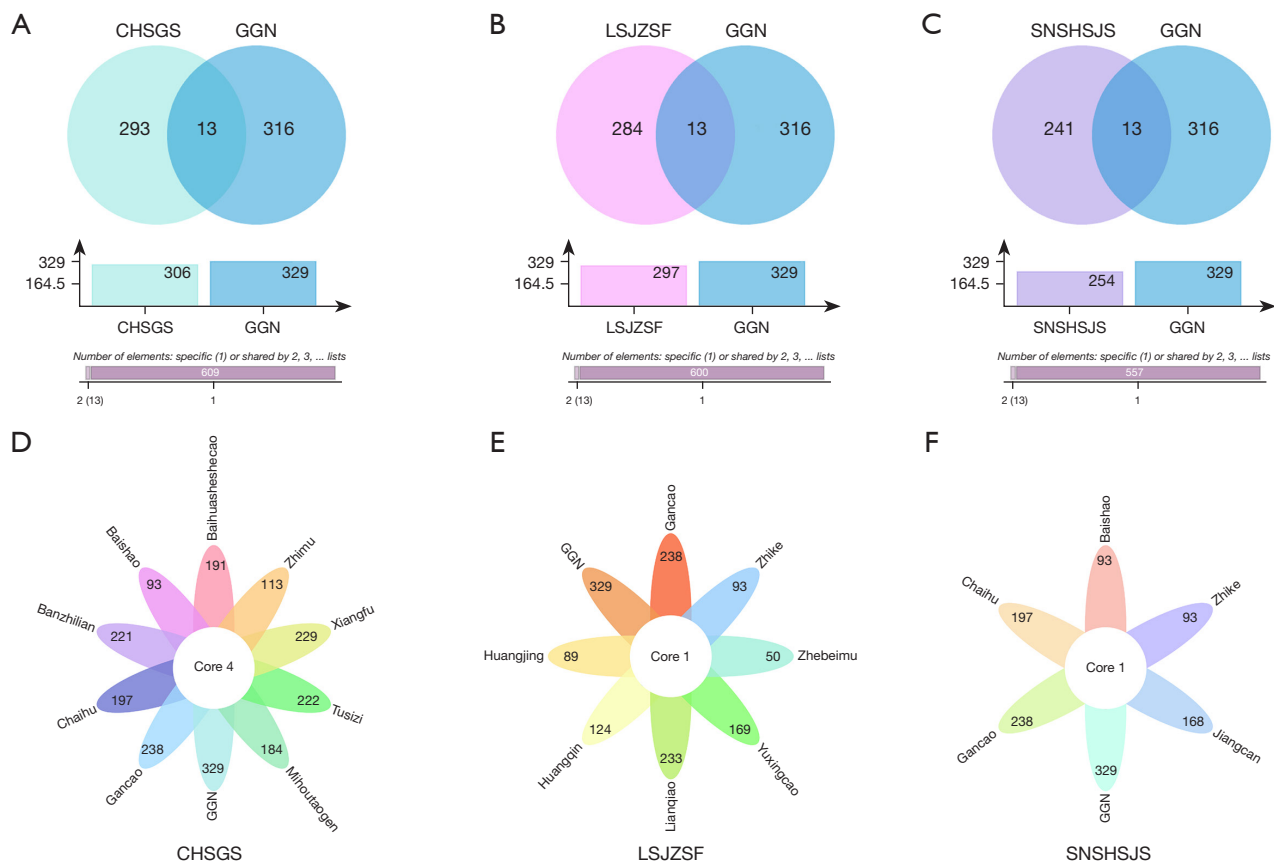 A
CHSGS
GGN
293
13
316
329
164.5
306
329
CHSGS
GGN
Number of elements: specific (1) or shared by 2, 3, ... lists
609
2 (13)
1
B
LSJZSF
GGN
284
13
316
329
164.5
297
329
LSJZSF
GGN
Number of elements: specific (1) or shared by 2, 3, ... lists
600
2 (13)
1
C
SNSHSJS
GGN
241
13
316
329
164.5
254
329
SNSHSJS
GGN
Number of elements: specific (1) or shared by 2, 3, ... lists
557
2 (13)
1
D
Baihuasheshecao
191
Zhimu
113
Xiangfu
229
Tusizi
222
Mihoutaogen
184
GGN
329
Gancao
238
Chaihu
197
Banzhilian
221
Baishao
93
Core 4
CHSGS
E
Gancao
238
Zhike
93
Zhebeimu
50
Yuxingcao
169
Lianqiao
233
Huangqin
124
Huangjing
89
GGN
329
Core 1
LSJZSF
F
Baishao
93
Zhike
93
Jiangcan
168
GGN
329
Gancao
238
Chaihu
197
Core 1
SNSHSJS